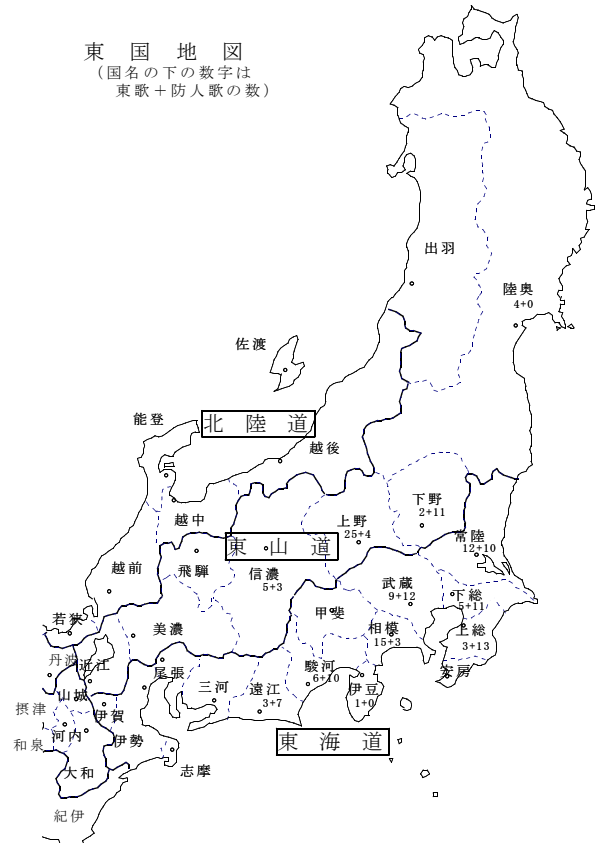 東国地図
（国名の下の数字は
東歌＋防人歌の数）
出羽
陸奥
4+0
佐渡
能登
北陸道
越後
越中
上野
25+4
下野
2+11
常陸
12+10
東山道
越前
飛騨
信濃
5+3
武蔵
9+12
下総
5+11
若狭
美濃
甲斐
相模
15+3
上総
3+13
丹波
近江
尾張
三河
遠江
3+7
駿河
6+10
伊豆
1+0
安房
山城
摂津
伊賀
河内
和泉
伊勢
東海道
大和
志摩
紀伊